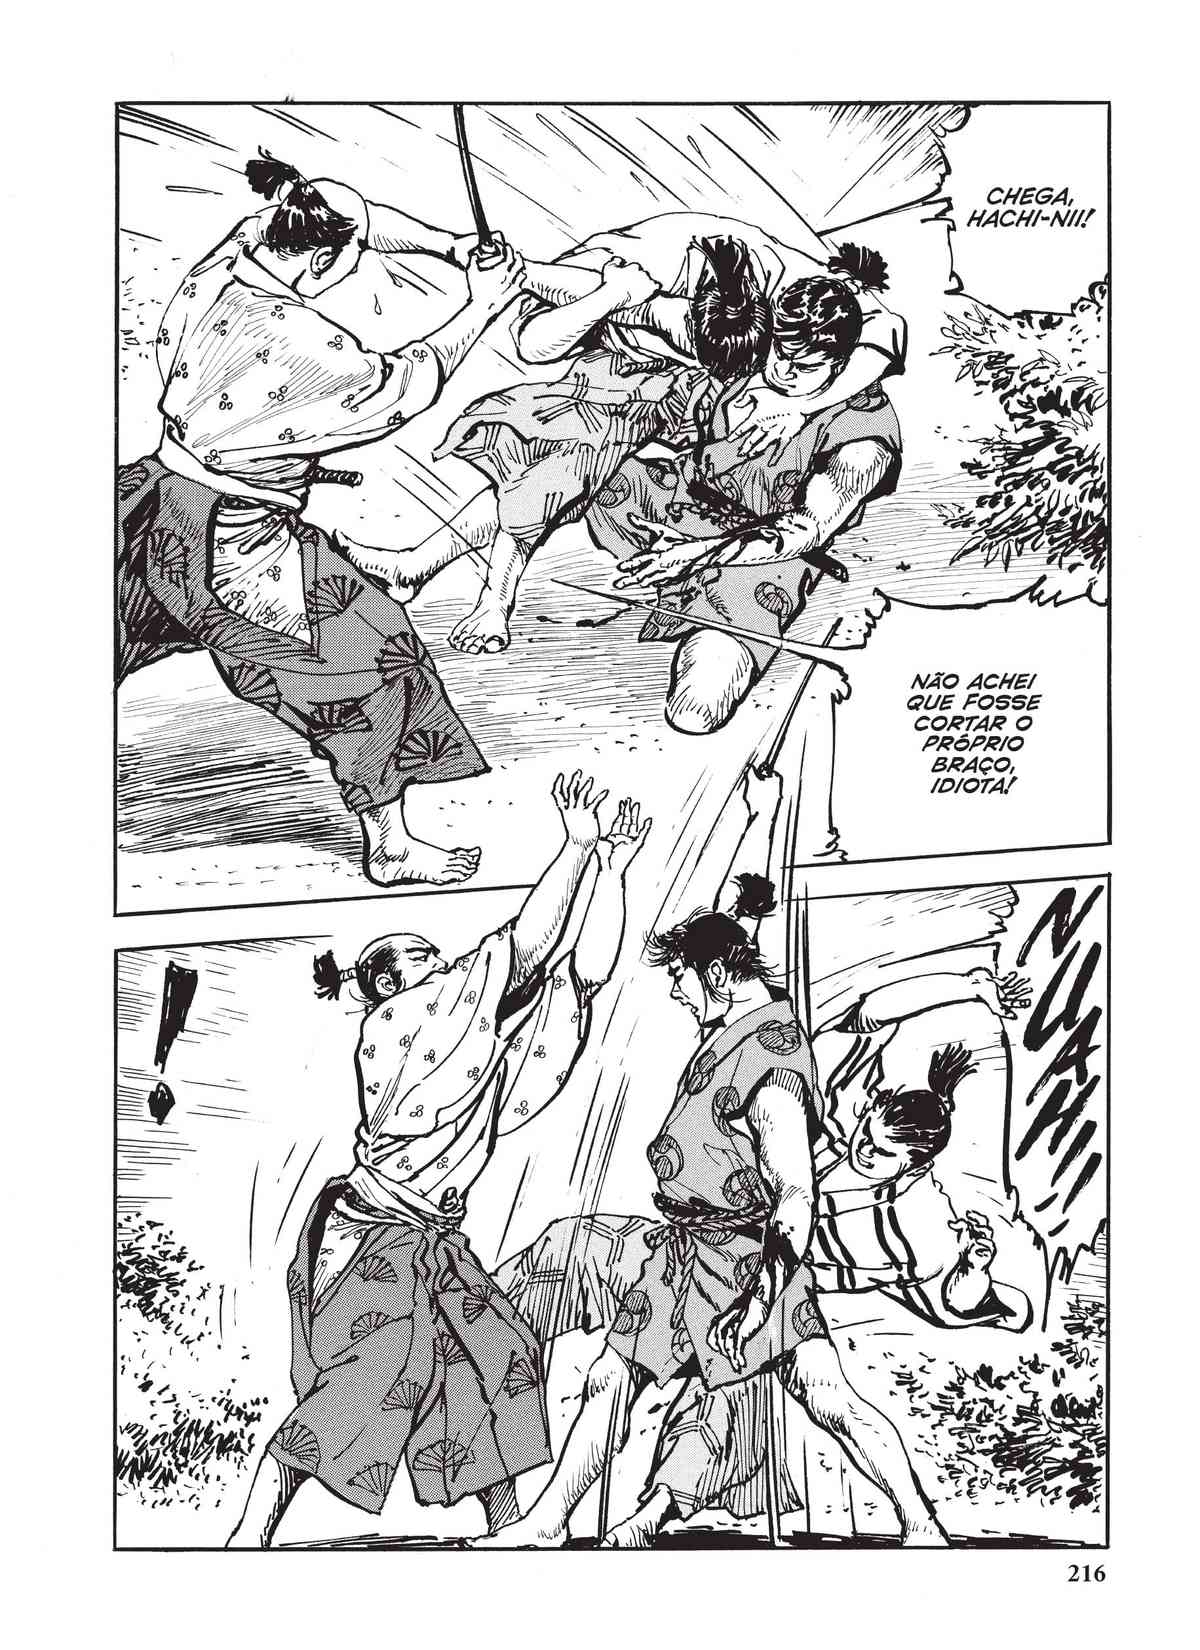 CHEGA,
HACHI-NII!
NÃO ACHEI
QUE FOSSE
CORTAR O
PRÓPRIO
BRAÇO,
IDIOTA!
!
NUAH!!
216